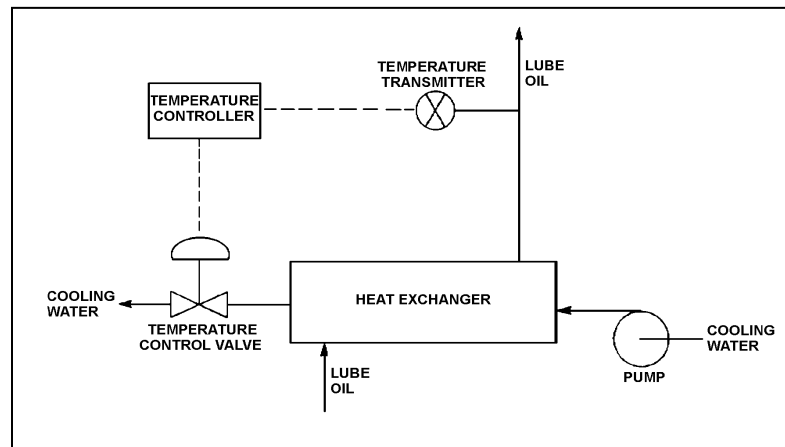 TEMPERATURE
TRANSMITTER
LUBE
OIL
TEMPERATURE
CONTROLLER
COOLING
WATER
TEMPERATURE
CONTROL VALVE
HEAT EXCHANGER
LUBE
OIL
COOLING
WATER
PUMP